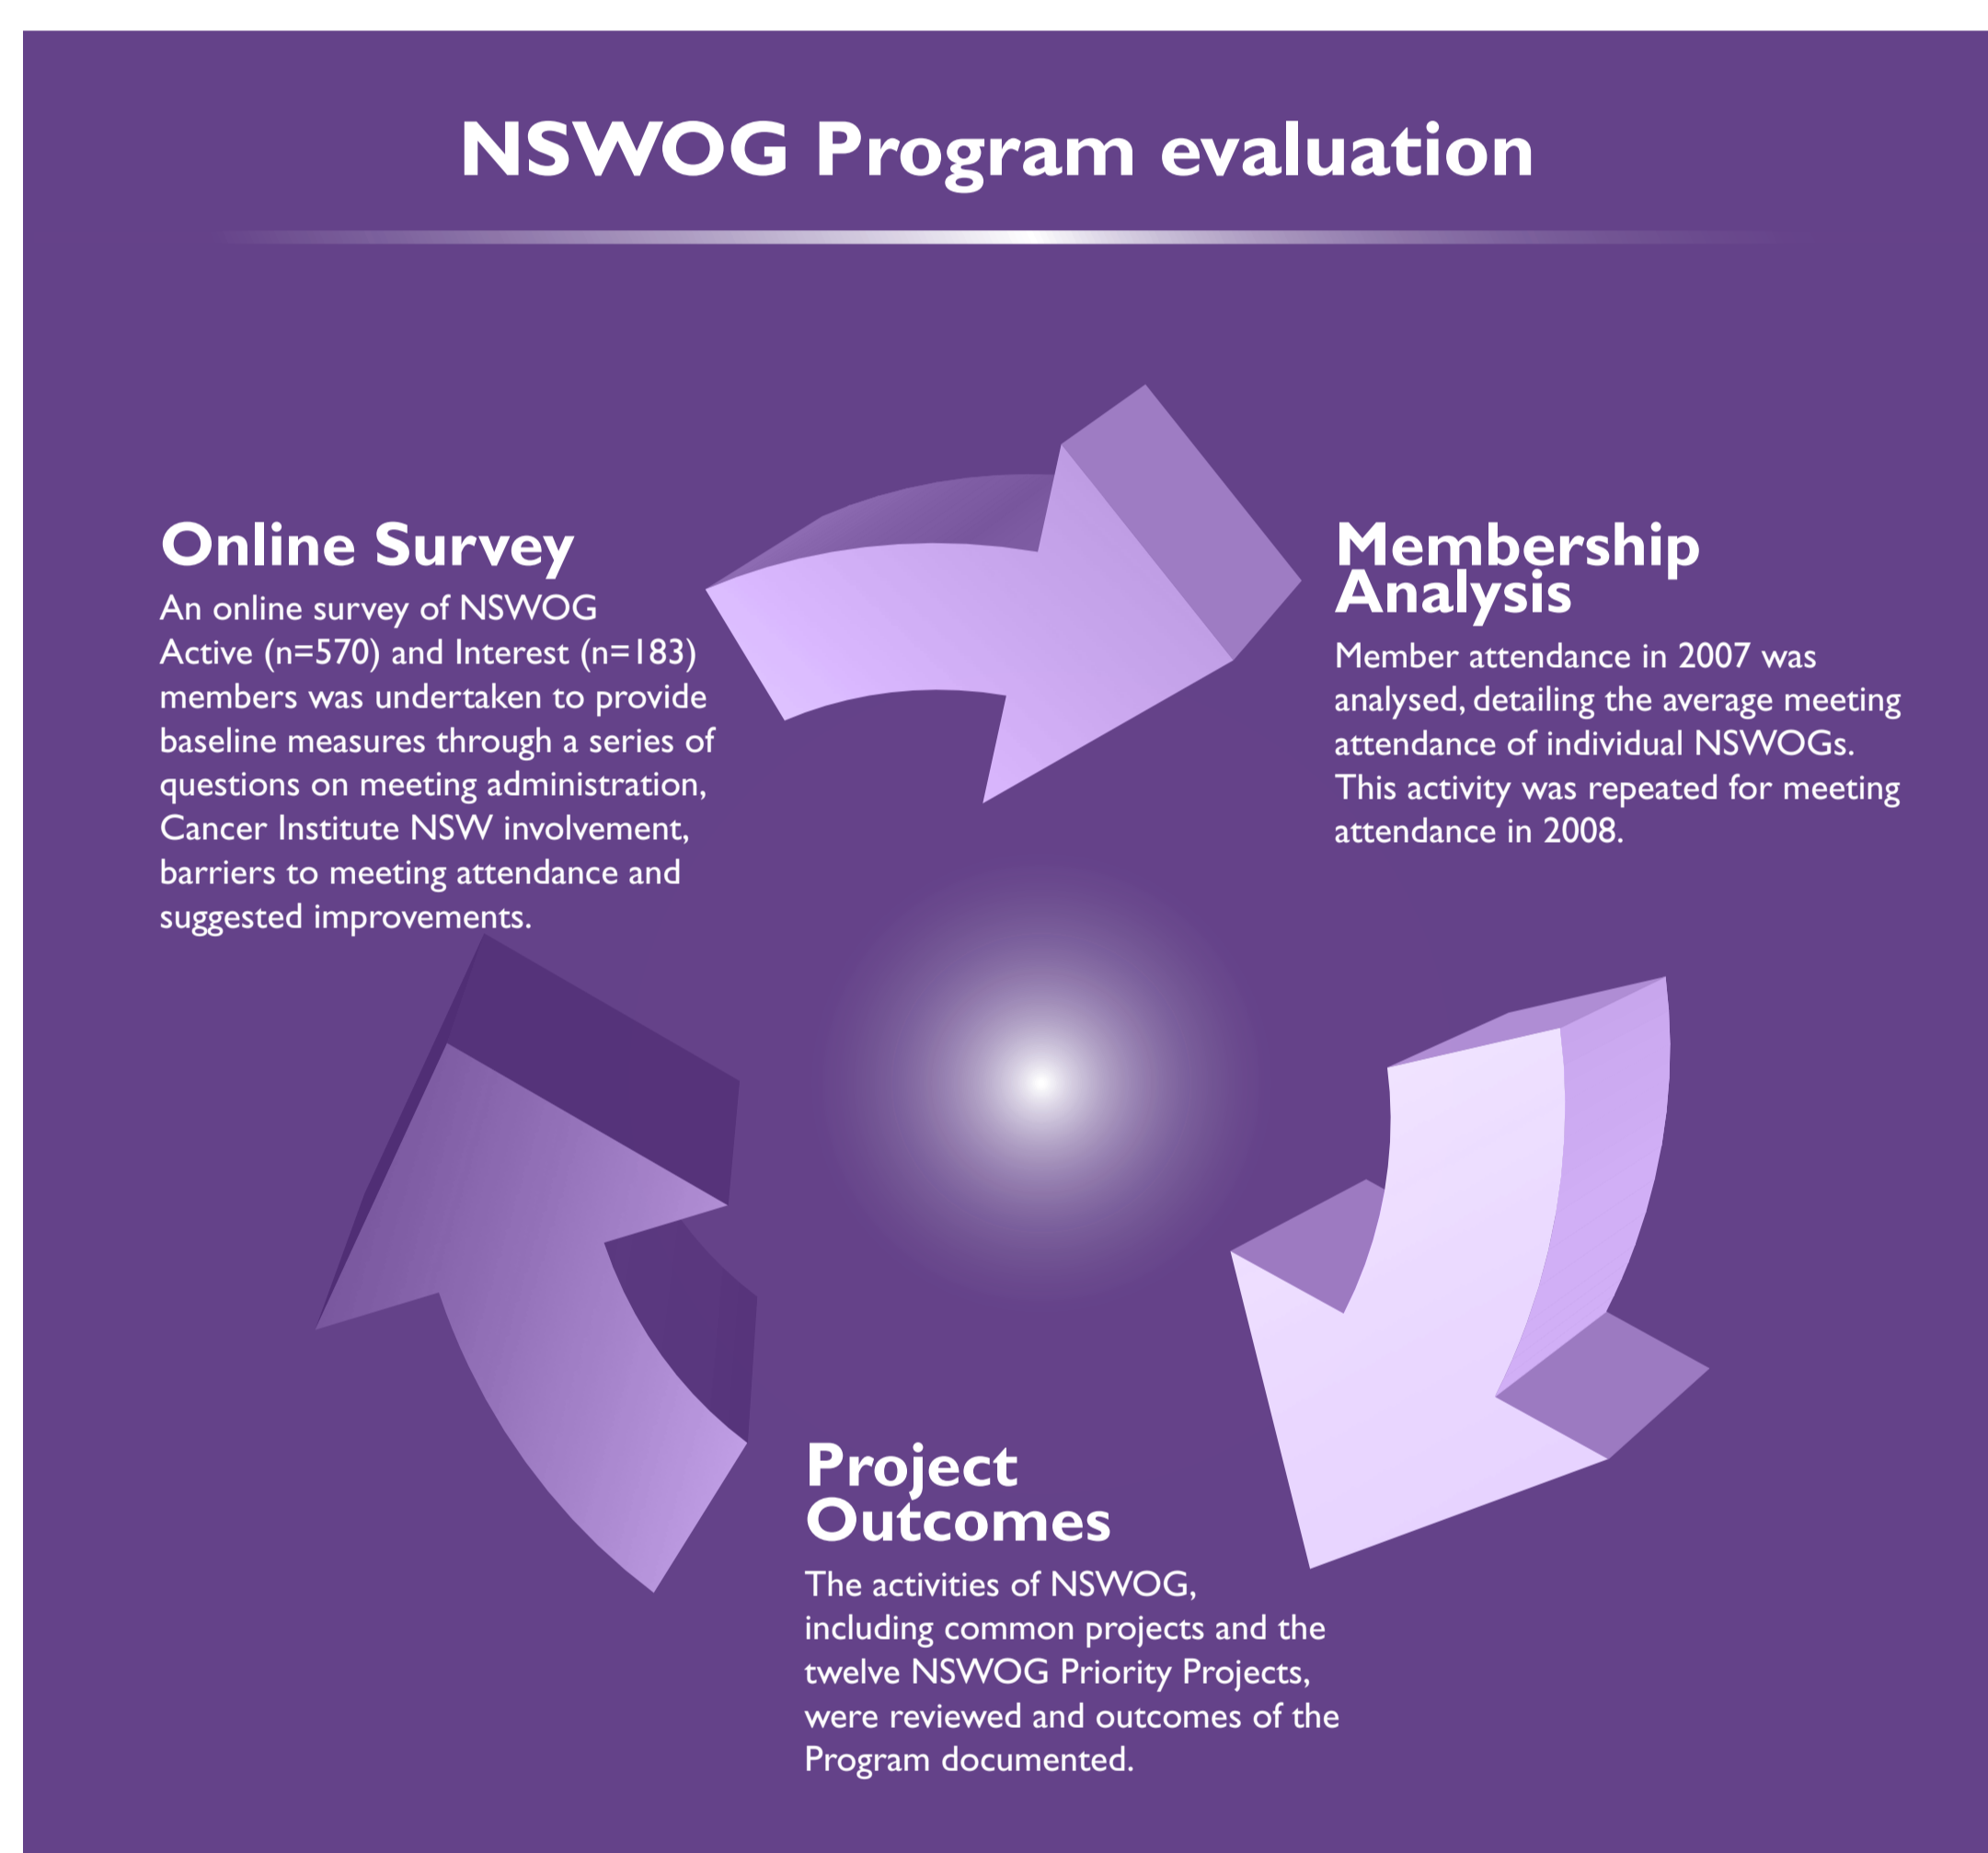 NSWOG Program evaluation
Online Survey
An online survey of NSWOG
Active (n=570) and Interest (n=183)
members was undertaken to provide
baseline measures through a series of
questions on meeting administration,
Cancer Institute NSW involvement,
barriers to meeting attendance and
suggested improvements.
Membership
Analysis
Member attendance in 2007 was
analysed, detailing the average meeting
attendance of individual NSWOGs.
This activity was repeated for meeting
attendance in 2008.
Project
Outcomes
The activities of NSWOG,
including common projects and the
twelve NSWOG Priority Projects,
were reviewed and outcomes of the
Program documented.